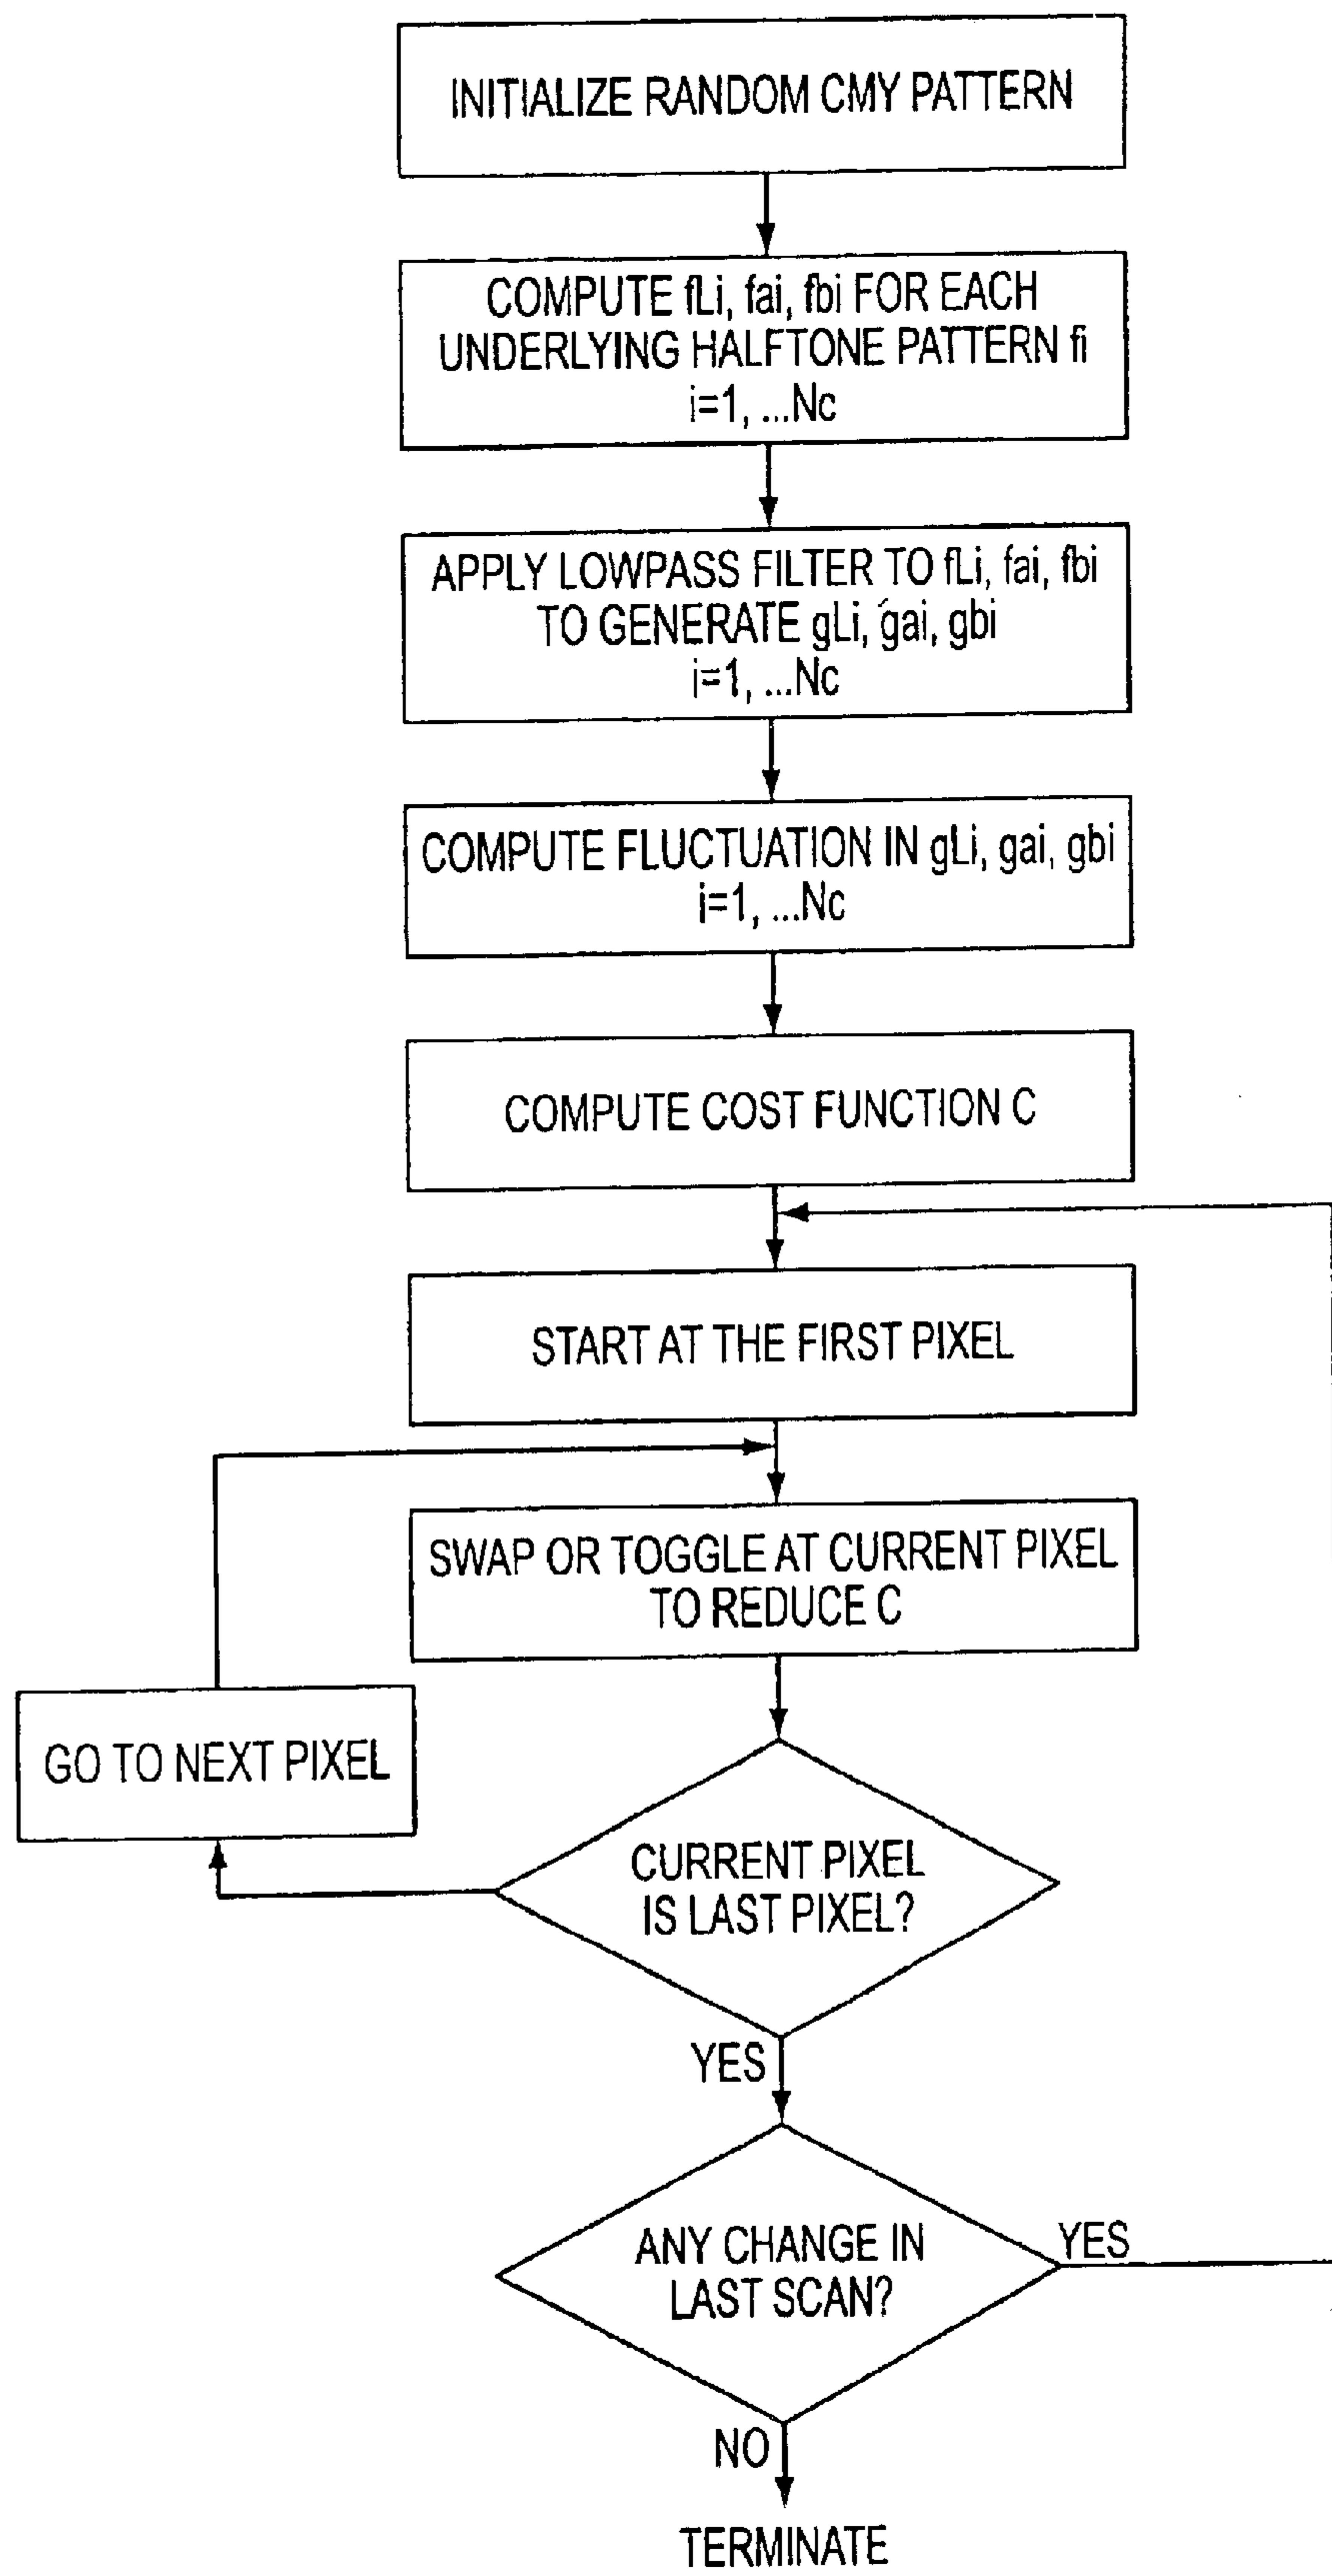 INITIALIZE RANDOM CMY PATTERN
COMPUTE fLi, fai, fbi FOR EACH
UNDERLYING HALFTONE PATTERN fi
i=1, ...Nc
APPLY LOWPASS FILTER TO fLi, fai, fbi
TO GENERATE gLi, gai, gbi
i=1, ...Nc
COMPUTE FLUCTUATION IN gLi, gai, gbi
i=1, ...Nc
COMPUTE COST FUNCTION C
START AT THE FIRST PIXEL
SWAP OR TOGGLE AT CURRENT PIXEL
TO REDUCE C
GO TO NEXT PIXEL
CURRENT PIXEL
IS LAST PIXEL?
YES
ANY CHANGE IN
LAST SCAN?
YES
NO
TERMINATE